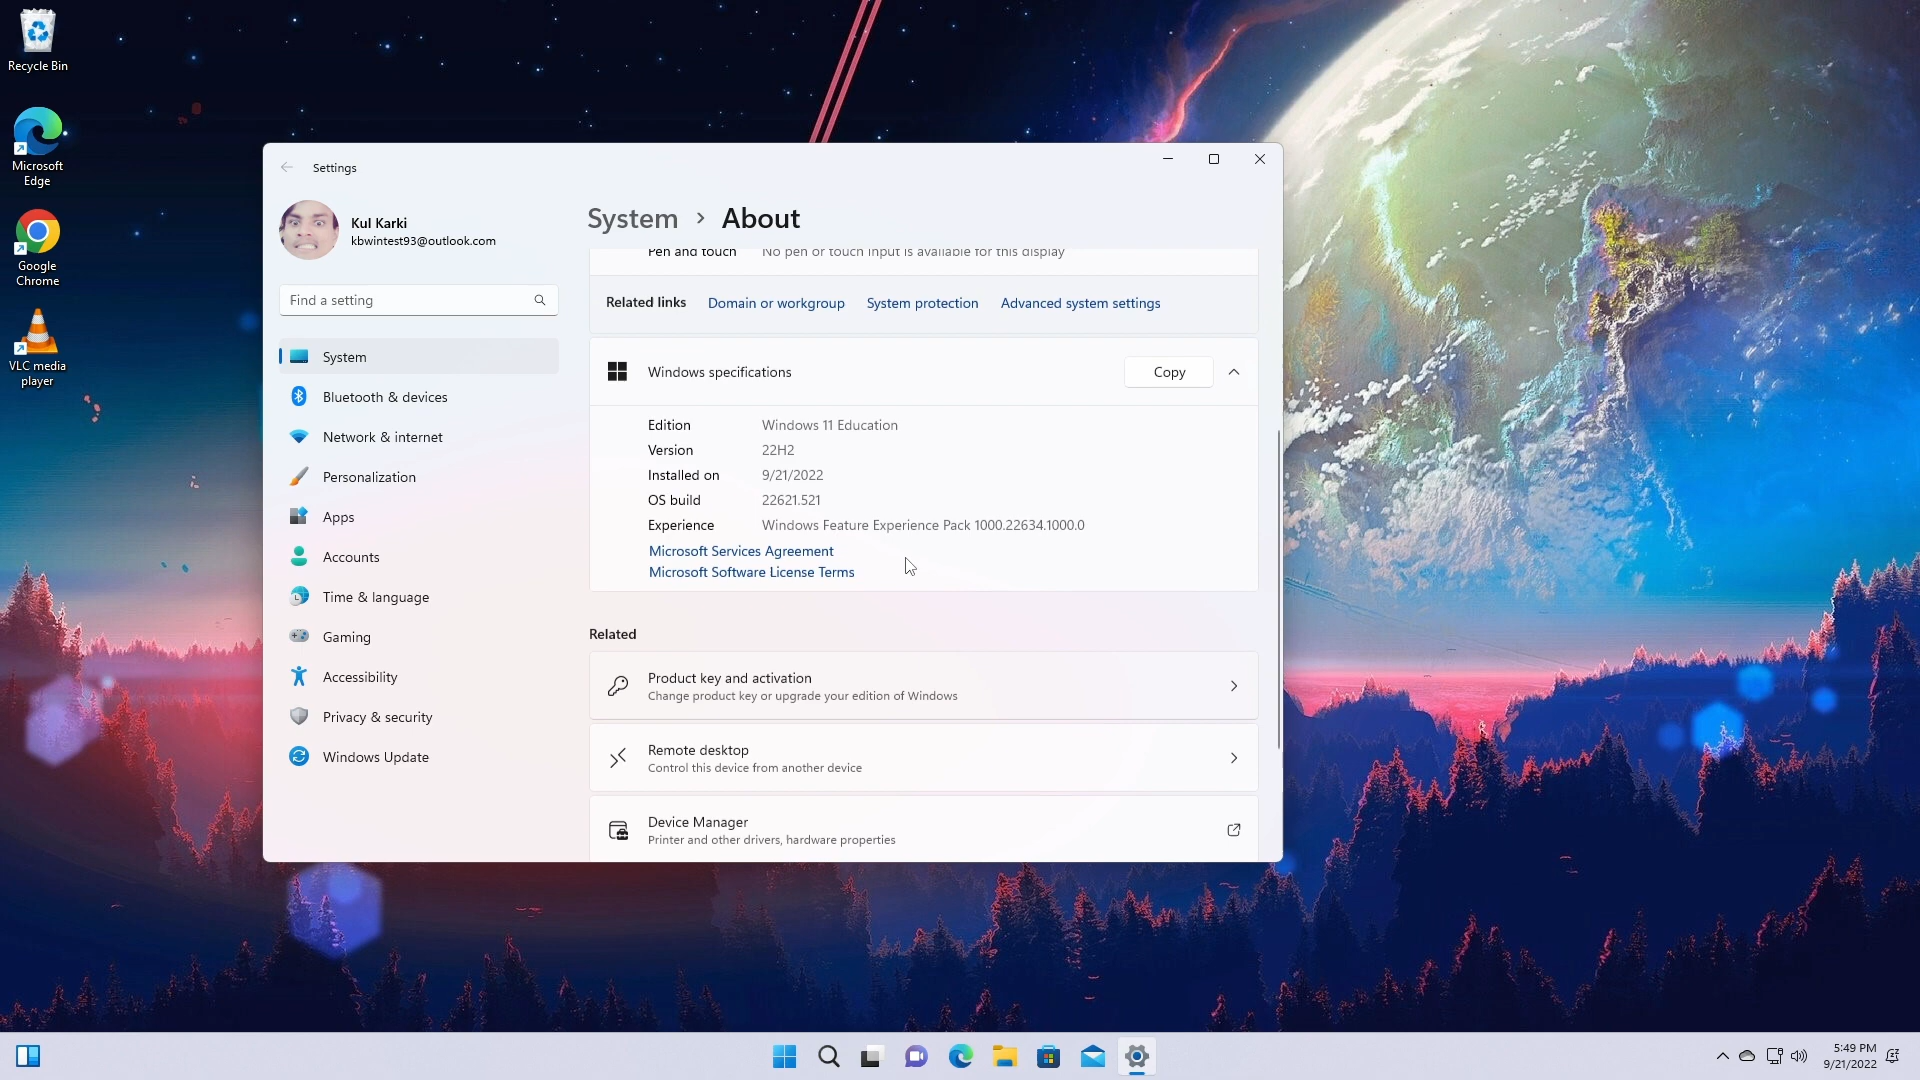 Recycle Bin
Microsoft
Edge
Google
Chrome
VLC media
player
Settings
Kul Karki
kbwintest93@outlook.com
Find a setting
System
Bluetooth & devices
Network & internet
Personalization
Apps
Accounts
Time & language
Gaming
Accessibility
Privacy & security
Windows Update
System > About
Pen and touch No pen or touch input is available for this display
Related links Domain or workgroup System protection Advanced system settings
Windows specifications Copy
Edition Windows 11 Education
Version 22H2
Installed on 9/21/2022
OS build 22621.521
Experience Windows Feature Experience Pack 1000.22634.1000.0
Microsoft Services Agreement
Microsoft Software License Terms
Related
Product key and activation
Change product key or upgrade your edition of Windows
Remote desktop
Control this device from another device
Device Manager
Printer and other drivers, hardware properties
5:49 PM
9/21/2022